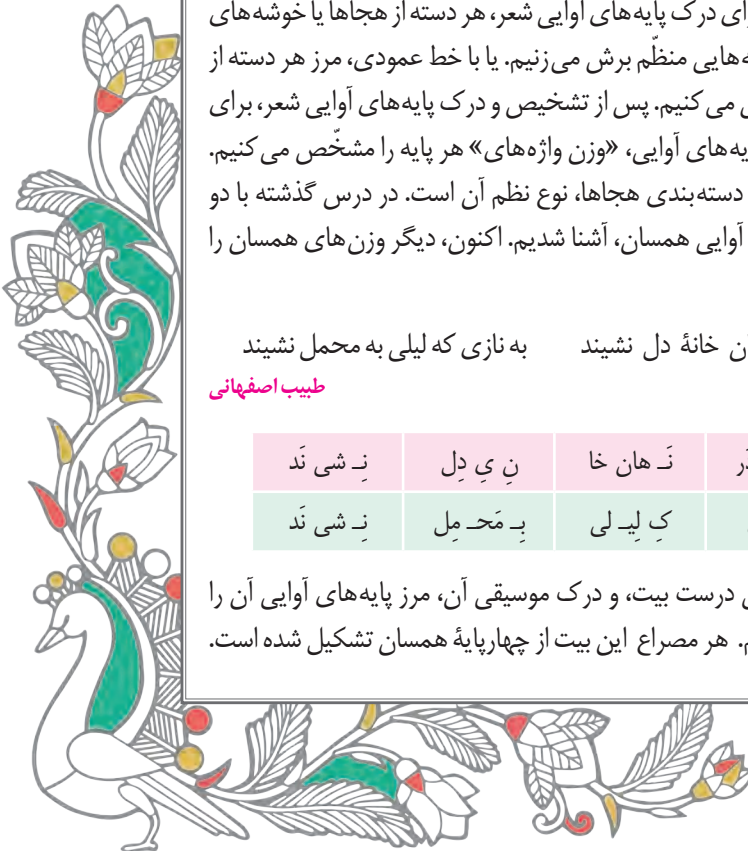 ای درک پایه‌های آوایی شعر، هر دسته از هجاها یا خوشه‌های
ه‌هایی منظّم برش می‌زنیم. یا با خط عمودی، مرز هر دسته از
می کنیم. پس از تشخیص و درک پایه‌های آوایی شعر، برای
یه‌های آوایی، «وزن واژه‌های» هر پایه را مشخّص می کنیم.
دسته‌بندی هجاها، نوع نظم آن است. در درس گذشته با دو
آوایی همسان، آشنا شدیم. اکنون، دیگر وزن‌های همسان را
ن خانهٔ دل نشیند به نازی که لیلی به محمل نشیند
طبیب اصفهانی
نَـ هان خا نِ یِ دِل نِـ شی نَد
کِ لِیـ لی بِـ مَحـ مِل نِـ شی نَد
درست بیت، و درک موسیقی آن، مرز پایه‌های آوایی آن را
م. هر مصراع این بیت از چهارپایهٔ همسان تشکیل شده است.